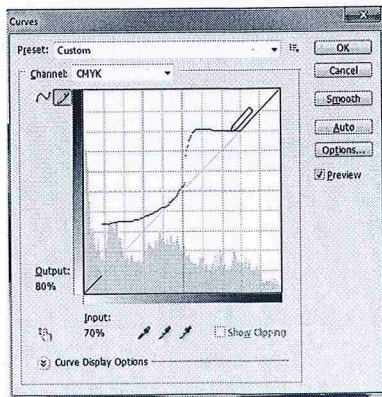 Curves
Preset: Custom
OK
Channel: CMYK
Cancel
Smooth
Auto
Options...
Preview
Output:
80%
Input:
70%
Show Clipping
Curve Display Options